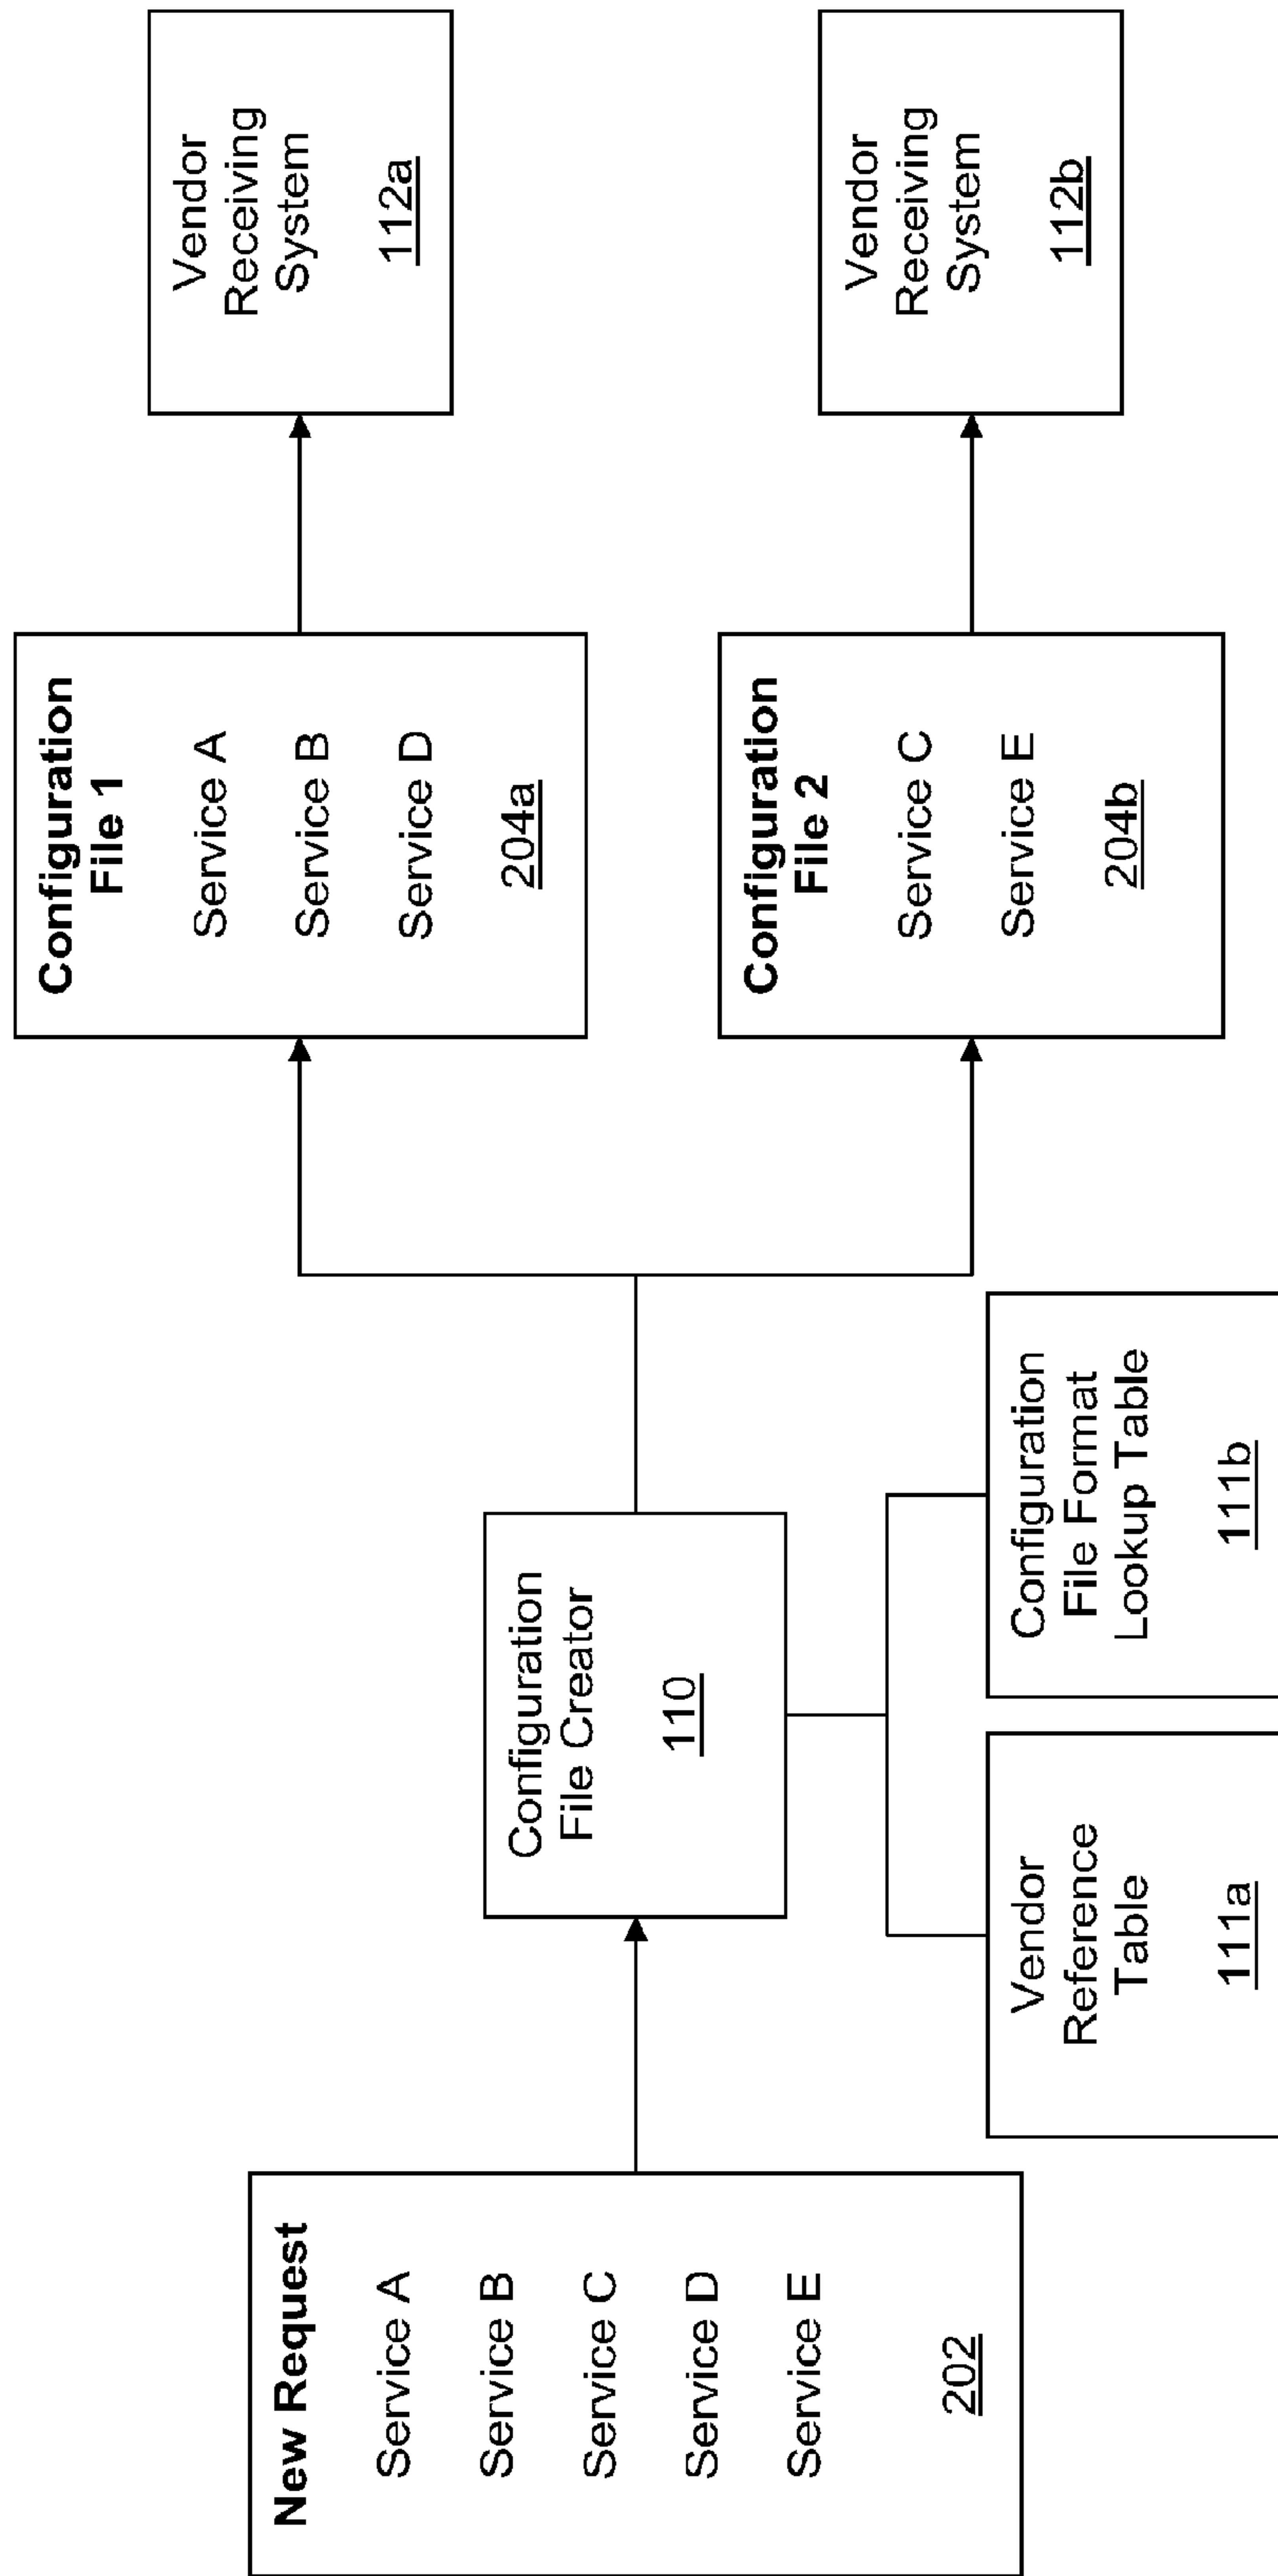 New Request
Service A
Service B
Service C
Service D
Service E
202
Configuration
File Creator
110
Vendor
Reference
Table
111a
Configuration
File Format
Lookup Table
111b
Configuration
File 1
Service A
Service B
Service D
204a
Configuration
File 2
Service C
Service E
204b
Vendor
Receiving
System
112a
Vendor
Receiving
System
112b